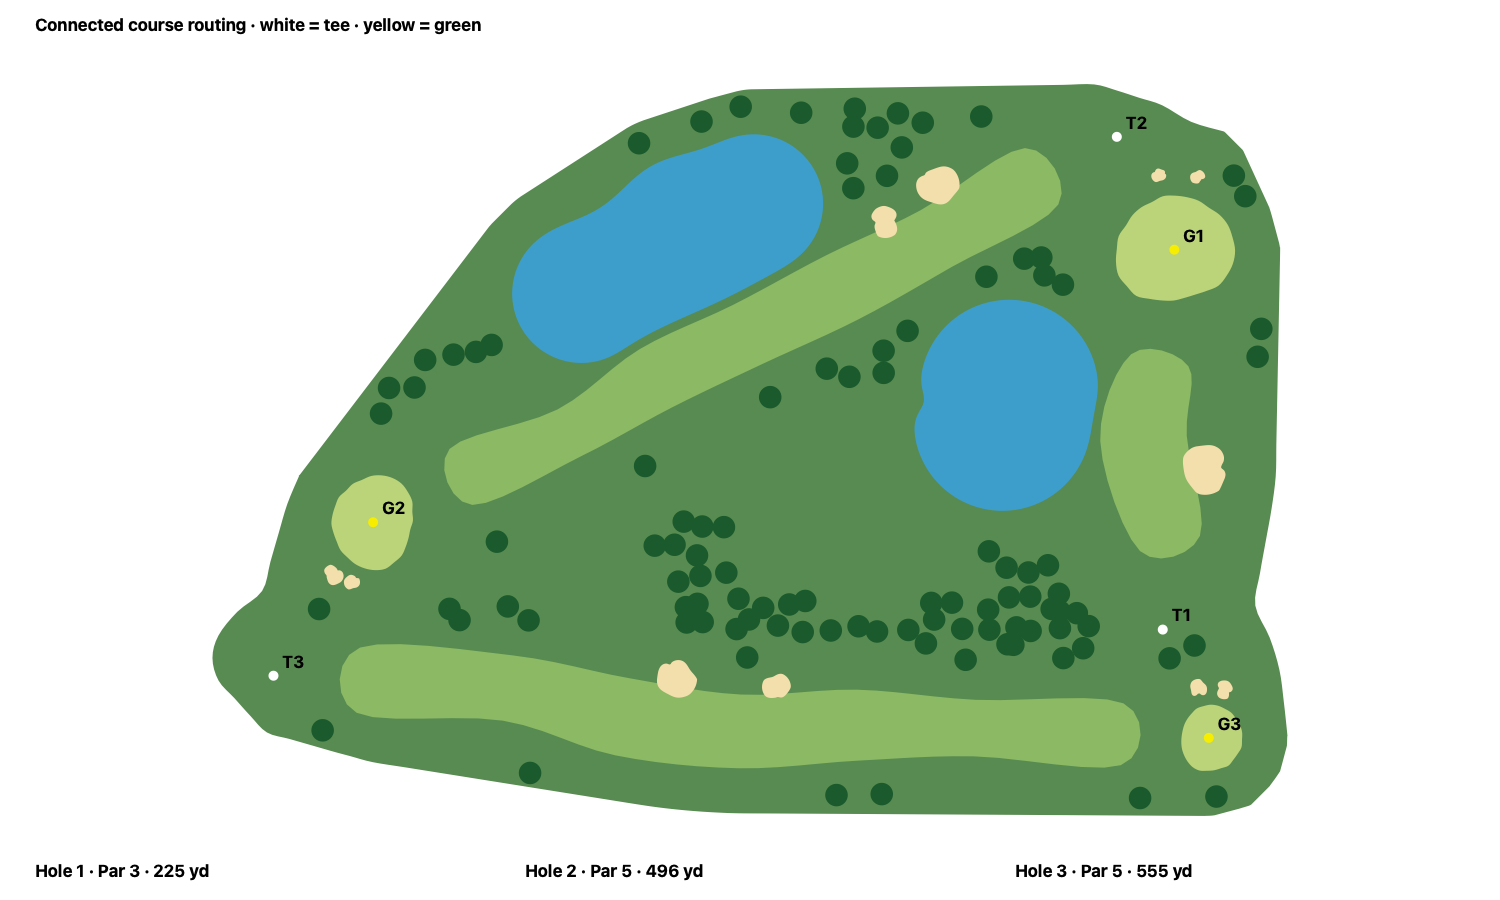 Connected course routing · white = tee · yellow = green
T2
G1
G2
T1
T3
G3
Hole 1 · Par 3 · 225 yd
Hole 2 · Par 5 · 496 yd
Hole 3 · Par 5 · 555 yd